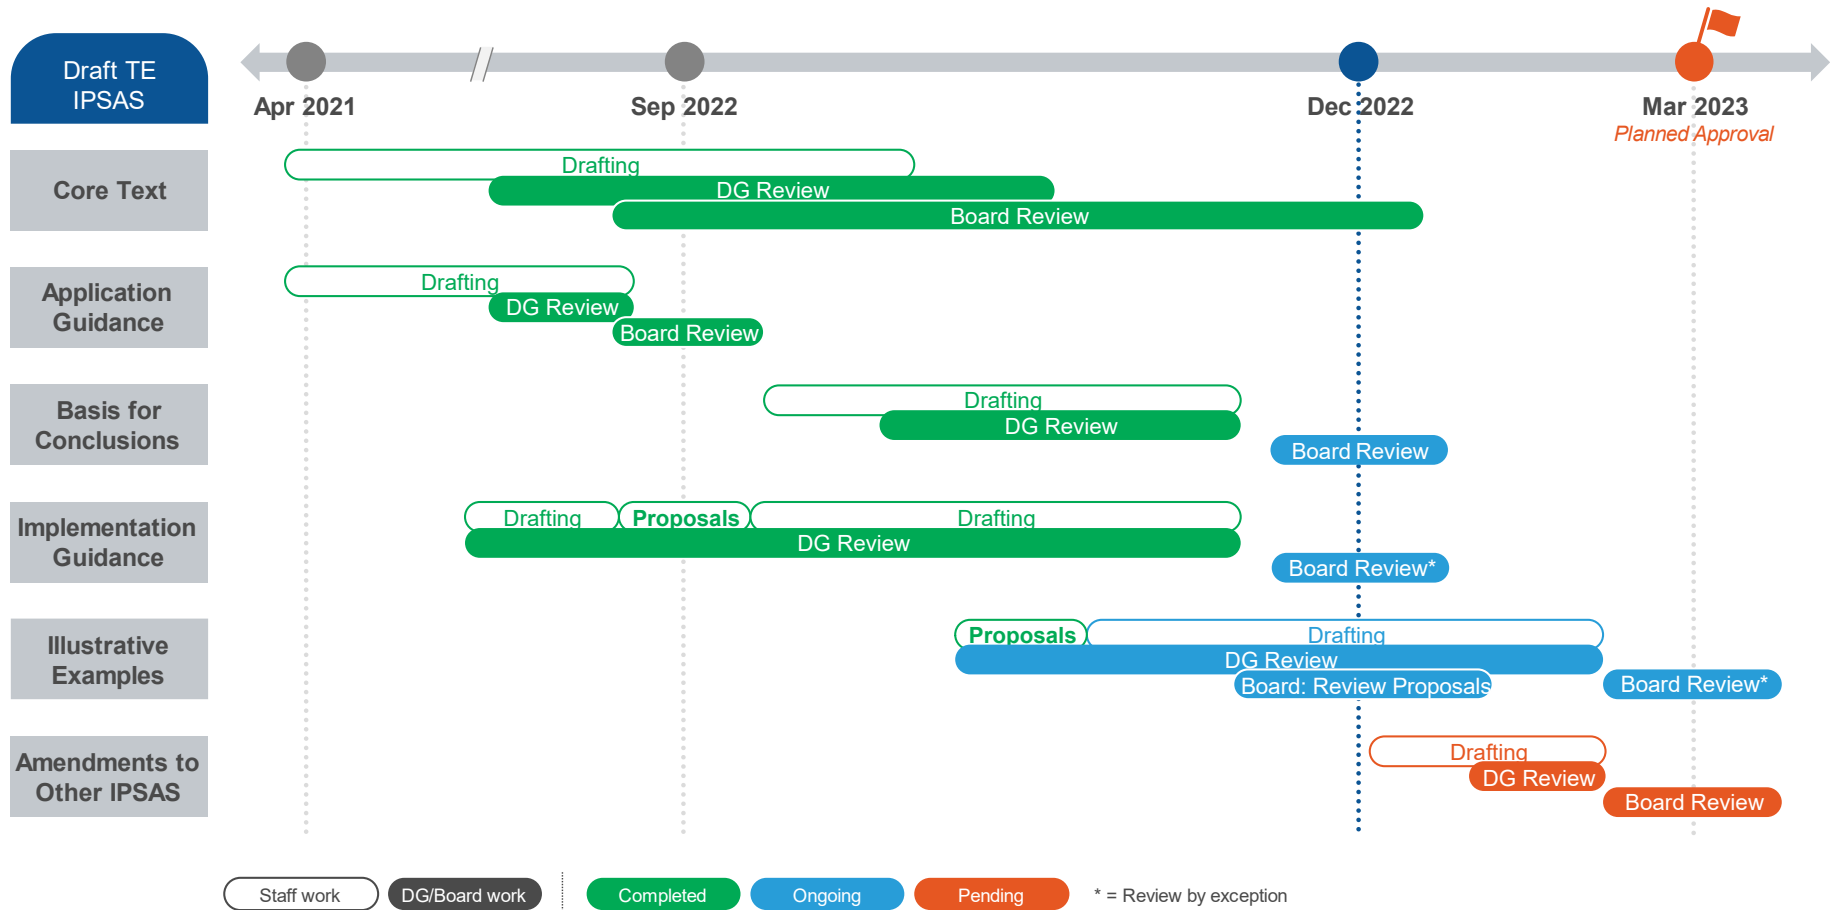 Draft TE
IPSAS
Apr 2021
Sep 2022
Dec 2022
Mar 2023
Planned Approval
Core Text
Drafting
DG Review
Board Review
Application
Guidance
Drafting
DG Review
Board Review
Basis for
Conclusions
Drafting
DG Review
Board Review
Implementation
Guidance
Drafting
Proposals
Drafting
DG Review
Board Review*
Illustrative
Examples
Proposals
Drafting
DG Review
Board: Review Proposals
Board Review*
Amendments to
Other IPSAS
Drafting
DG Review
Board Review
Staff work
DG/Board work
Completed
Ongoing
Pending
* = Review by exception